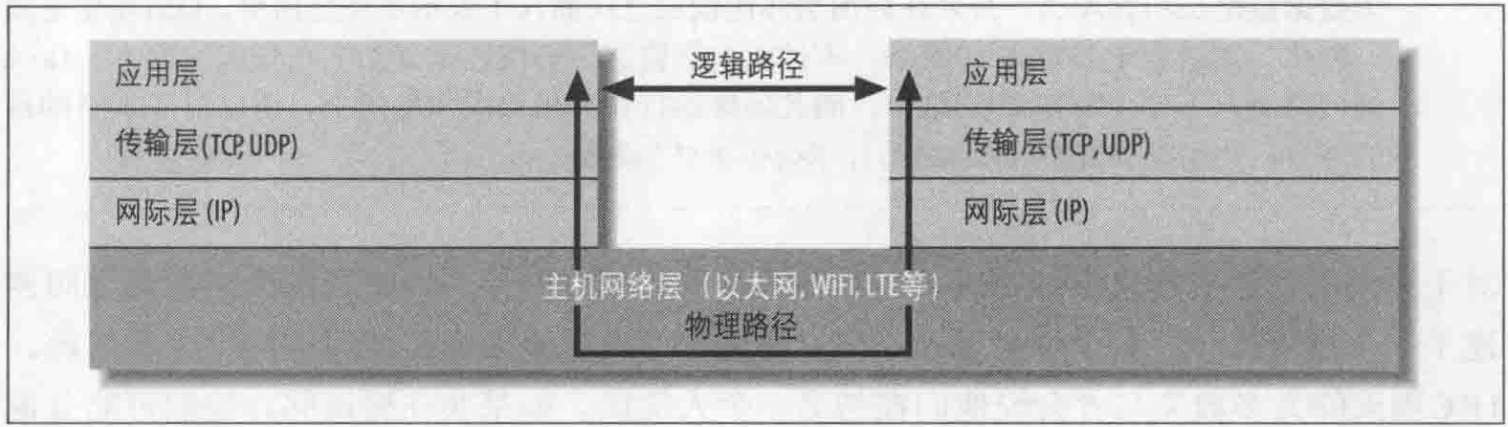 应用层
传输层(TCP, UDP)
网际层 (IP)
逻辑路径
应用层
传输层(TCP,UDP)
网际层 (IP)
主机网络层 (以太网, WiFi, LTE等)
物理路径